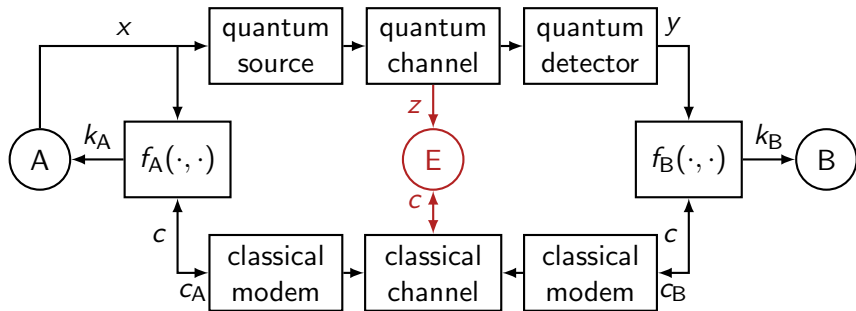 x
quantum source
quantum channel
quantum detector
y
z
A
k_A
f_A(·, ·)
E
f_B(·, ·)
k_B
B
c
c
c
c_A
classical modem
classical channel
classical modem
c_B